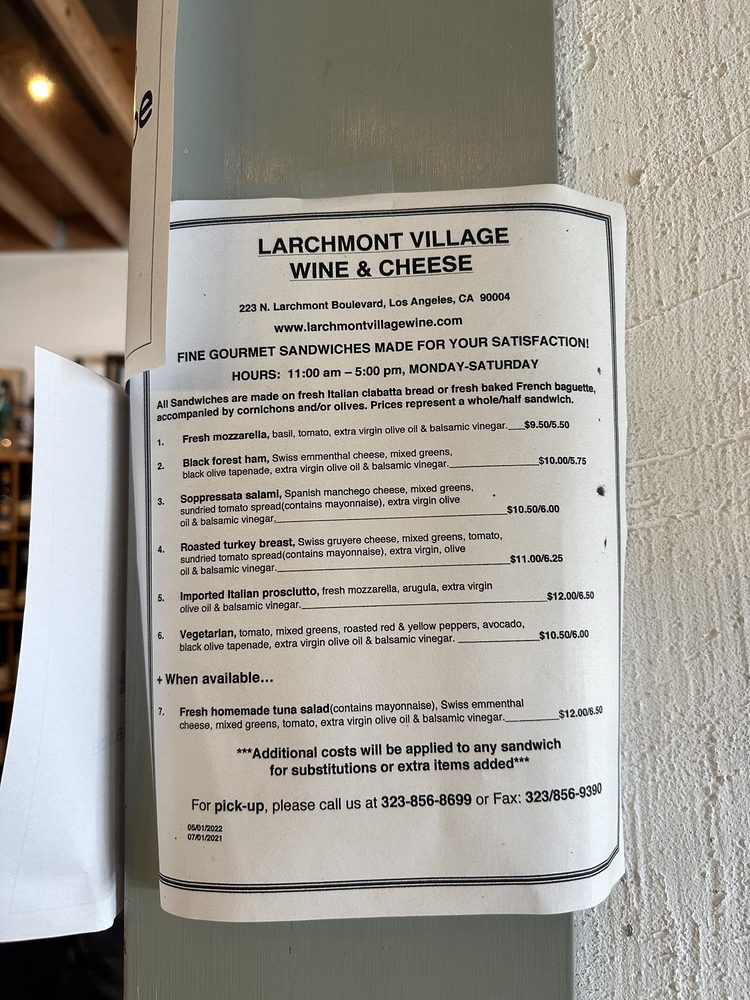 LARCHMONT VILLAGE
WINE & CHEESE
223 N. Larchmont Boulevard, Los Angeles, CA 90004
www.larchmontvillagewine.com
FINE GOURMET SANDWICHES MADE FOR YOUR SATISFACTION!
HOURS: 11:00 am – 5:00 pm, MONDAY-SATURDAY
All Sandwiches are made on fresh Italian ciabatta bread or fresh baked French baguette,
accompanied by cornichons and/or olives. Prices represent a whole/half sandwich.
1. Fresh mozzarella, basil, tomato, extra virgin olive oil & balsamic vinegar.___$9.50/5.50
2. Black forest ham, Swiss emmenthal cheese, mixed greens,
black olive tapenade, extra virgin olive oil & balsamic vinegar.___$10.00/5.75
3. Soppressata salami, Spanish manchego cheese, mixed greens,
sundried tomato spread(contains mayonnaise), extra virgin olive
oil & balsamic vinegar.___$10.50/6.00
4. Roasted turkey breast, Swiss gruyere cheese, mixed greens, tomato,
sundried tomato spread(contains mayonnaise), extra virgin, olive
oil & balsamic vinegar.___$11.00/6.25
5. Imported Italian prosciutto, fresh mozzarella, arugula, extra virgin
olive oil & balsamic vinegar.___$12.00/6.50
6. Vegetarian, tomato, mixed greens, roasted red & yellow peppers, avocado,
black olive tapenade, extra virgin olive oil & balsamic vinegar. ___$10.50/6.00
+ When available...
7. Fresh homemade tuna salad(contains mayonnaise), Swiss emmenthal
cheese, mixed greens, tomato, extra virgin olive oil & balsamic vinegar.___$12.00/6.50
***Additional costs will be applied to any sandwich
for substitutions or extra items added***
For pick-up, please call us at 323-856-8699 or Fax: 323/856-9390
05/01/2022
07/01/2021